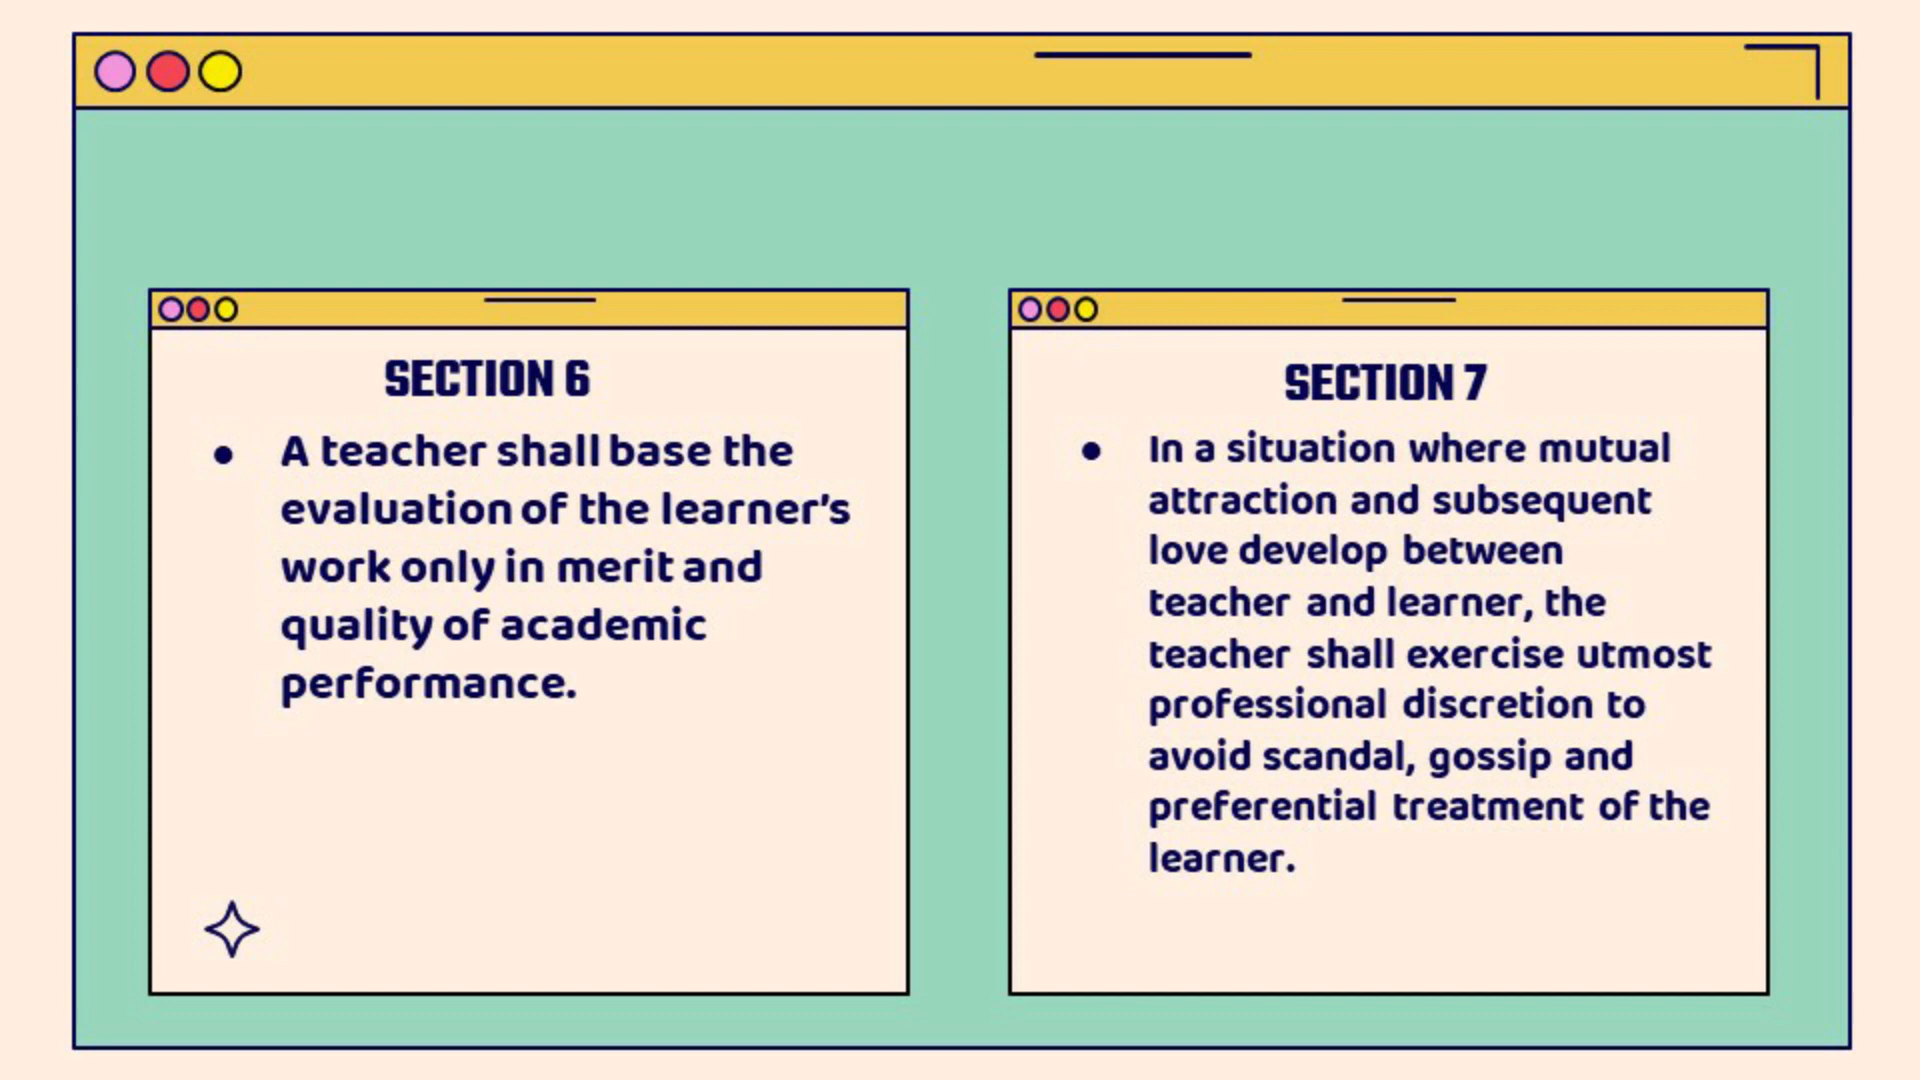 SECTION 6
• A teacher shall base the
evaluation of the learner's
work only in merit and
quality of academic
performance.
SECTION 7
• In a situation where mutual
attraction and subsequent
love develop between
teacher and learner, the
teacher shall exercise utmost
professional discretion to
avoid scandal, gossip and
preferential treatment of the
learner.